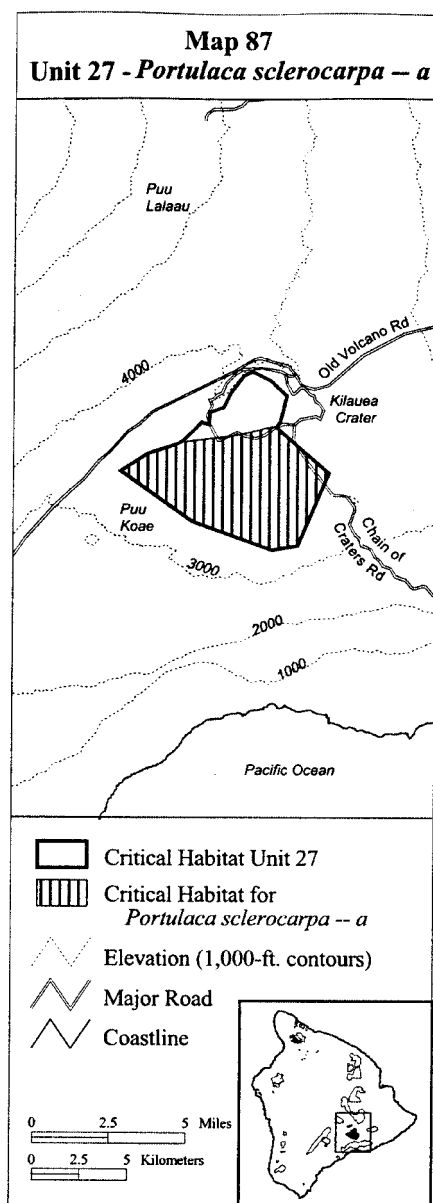 Map 87
Unit 27 - Portulaca sclerocarpa -- a
Puu
Lalaau
Old Volcano Rd
4000
Kilauea
Crater
Puu
Koae
Chain of
Craters Rd
3000
2000
1000
Pacific Ocean
Critical Habitat Unit 27
Critical Habitat for
Portulaca sclerocarpa -- a
Elevation (1,000-ft. contours)
Major Road
Coastline
0 2.5 5 Miles
0 2.5 5 Kilometers